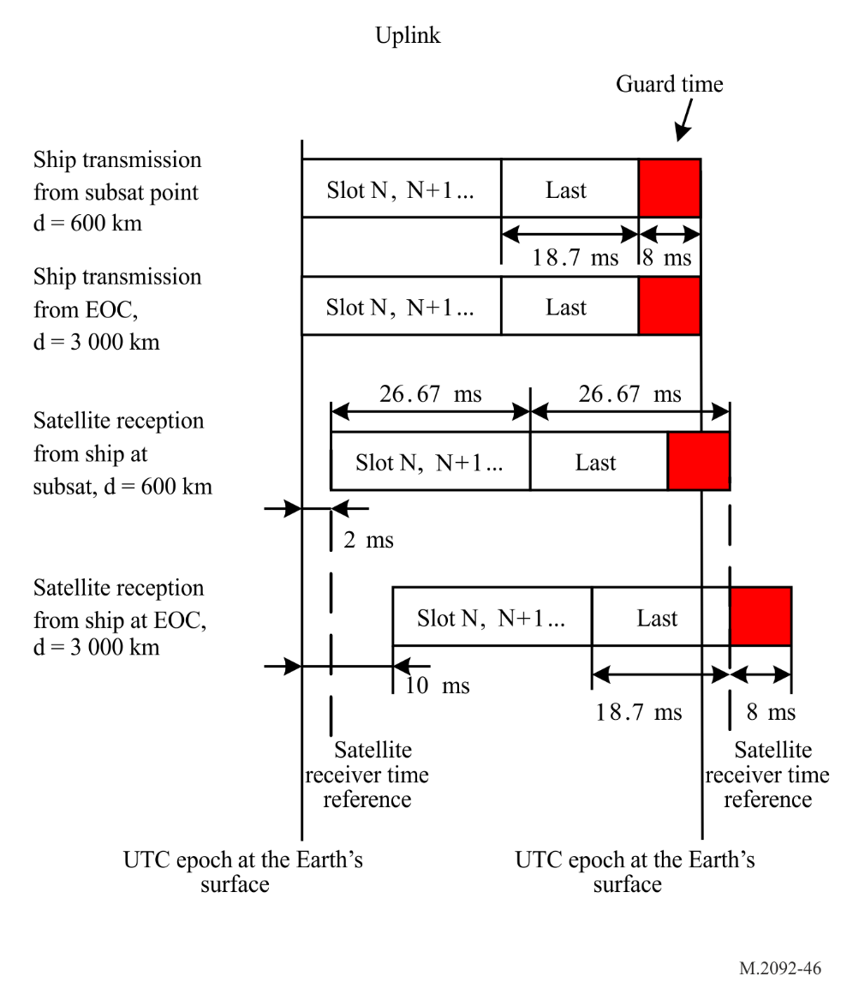 Uplink
Guard time
Ship transmission
from subsat point
d = 600 km
Slot N, N+1...
Last
18.7 ms
8 ms
Ship transmission
from EOC,
d = 3 000 km
Slot N, N+1...
Last
26.67 ms
26.67 ms
Satellite reception
from ship at
subsat, d = 600 km
Slot N, N+1...
Last
2 ms
Satellite reception
from ship at EOC,
d = 3 000 km
Slot N, N+1...
Last
10 ms
18.7 ms
8 ms
Satellite
receiver time
reference
Satellite
receiver time
reference
UTC epoch at the Earth’s
surface
UTC epoch at the Earth’s
surface
M.2092-46